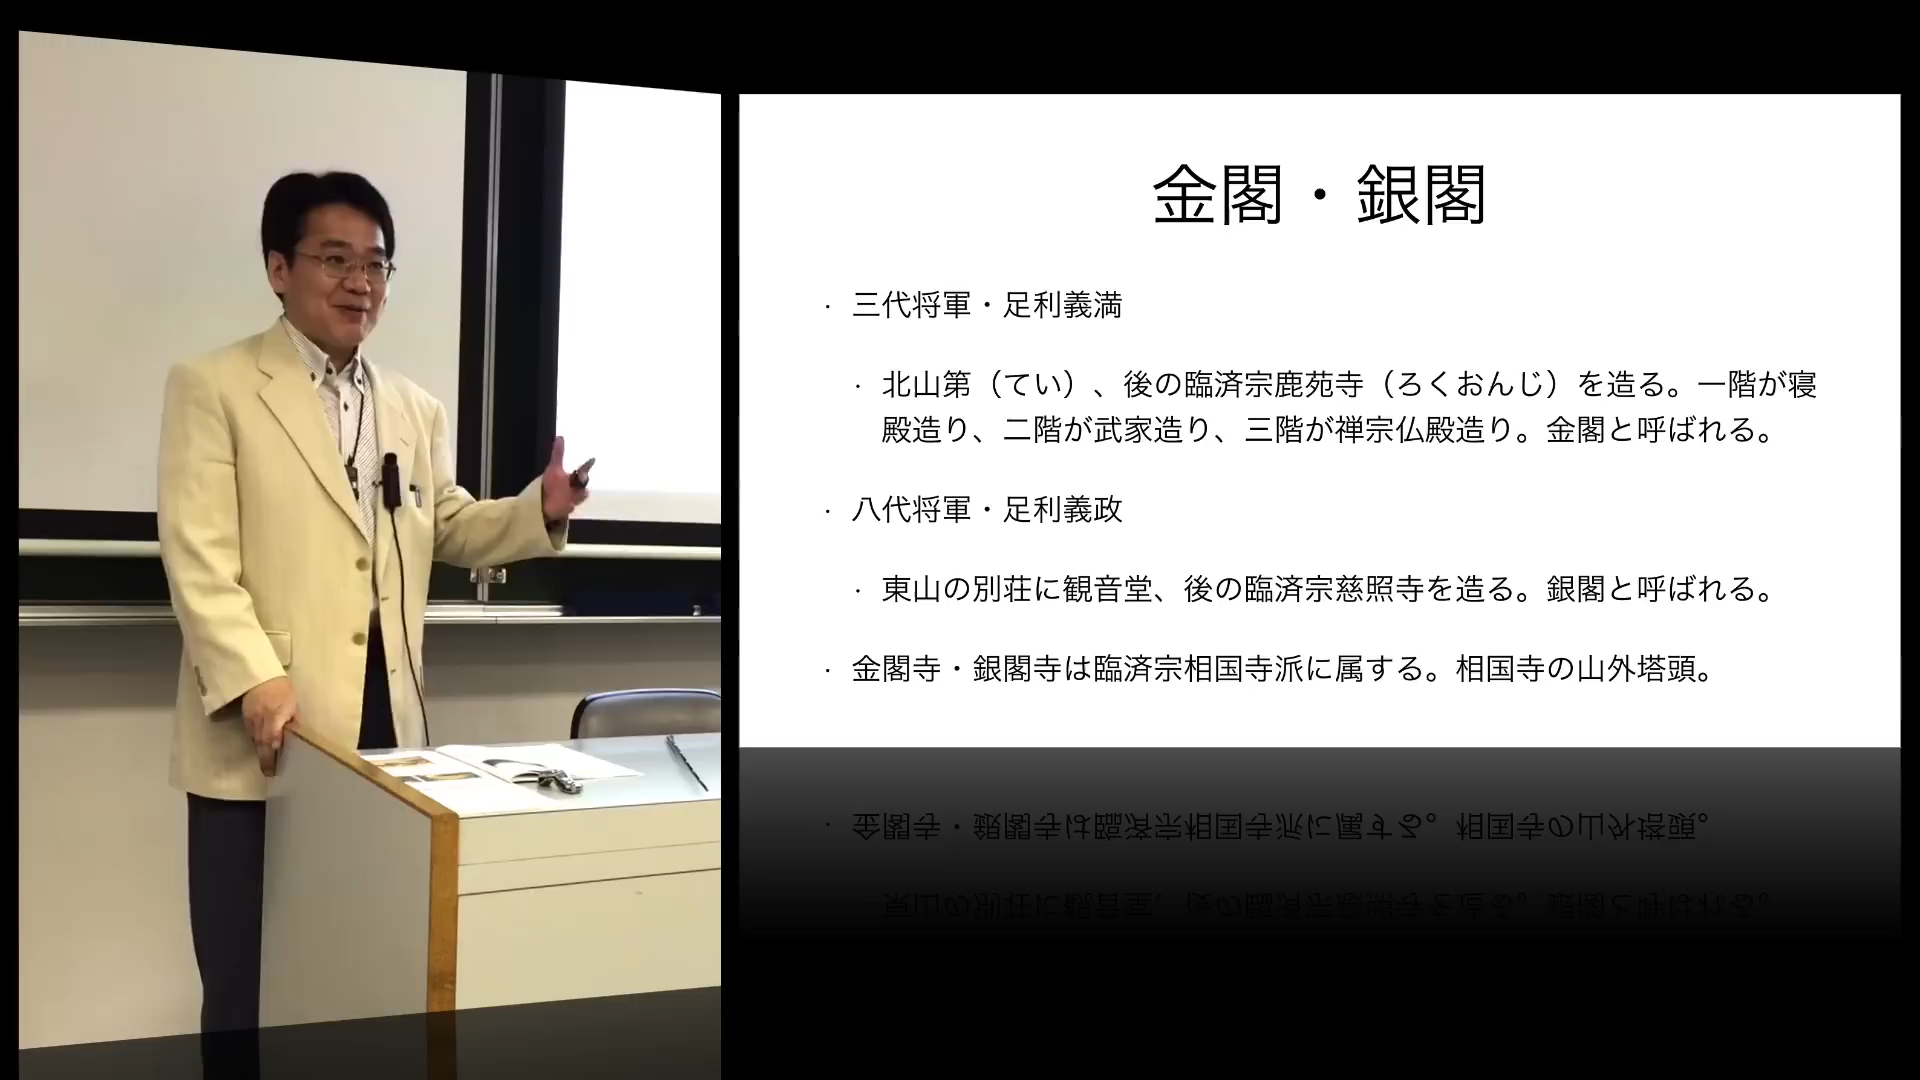 金閣・銀閣
・三代将軍・足利義満
・北山第（てい）、後の臨済宗鹿苑寺（ろくおんじ）を造る。一階が寝
殿造り、二階が武家造り、三階が禅宗仏殿造り。金閣と呼ばれる。
・八代将軍・足利義政
・東山の別荘に観音堂、後の臨済宗慈照寺を造る。銀閣と呼ばれる。
・金閣寺・銀閣寺は臨済宗相国寺派に属する。相国寺の山外塔頭。